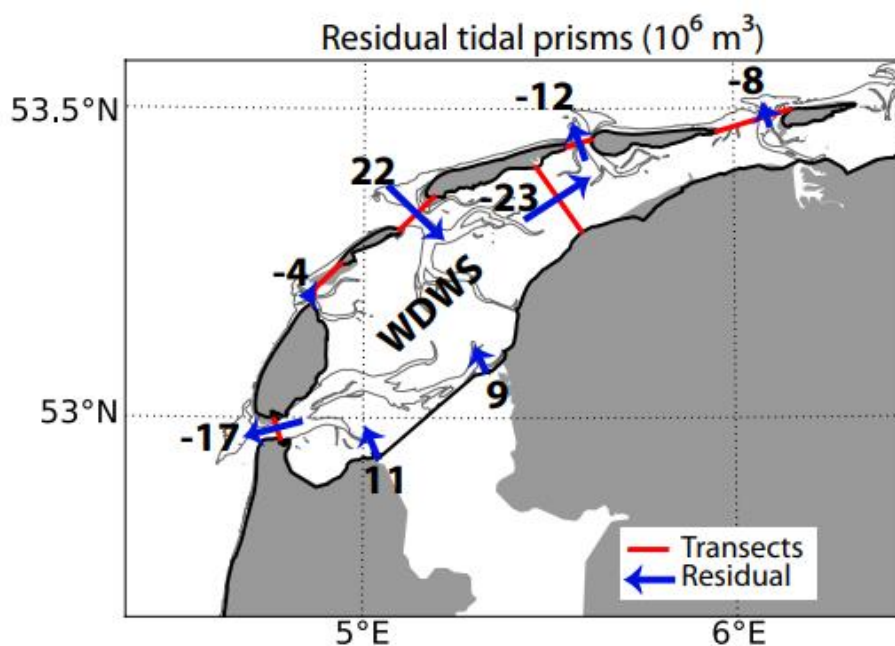 Residual tidal prisms (10⁶ m³)
53.5°N
-8
-12
22
-23
-4
WDWS
53°N
9
-17
11
Transects
Residual
5°E
6°E